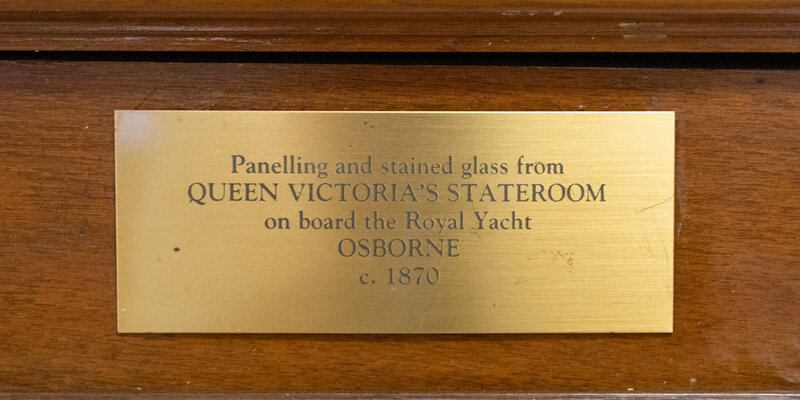 Panelling and stained glass from
QUEEN VICTORIA'S STATEROOM
on board the Royal Yacht
OSBORNE
c. 1870